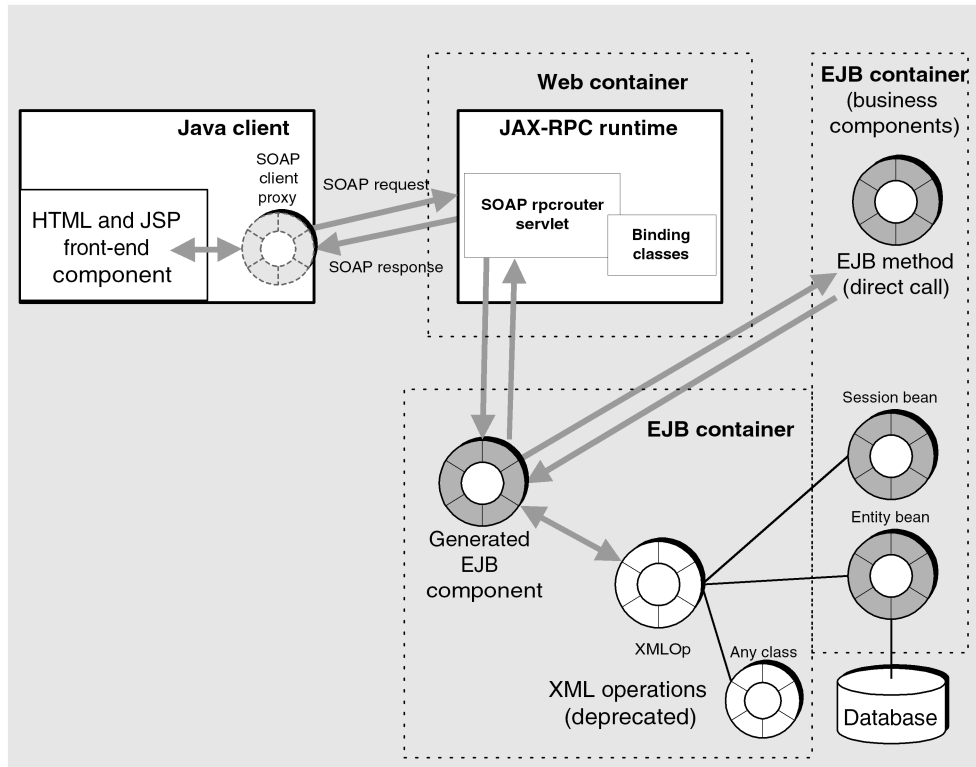 Web container
EJB container
(business
components)
Java client
JAX-RPC runtime
SOAP
client
proxy
SOAP request
HTML and JSP
front-end
component
SOAP response
SOAP rpcrouter
servlet
Binding
classes
EJB method
(direct call)
EJB container
Session bean
Entity bean
Generated
EJB
component
XMLOp
Any class
XML operations
(deprecated)
Database